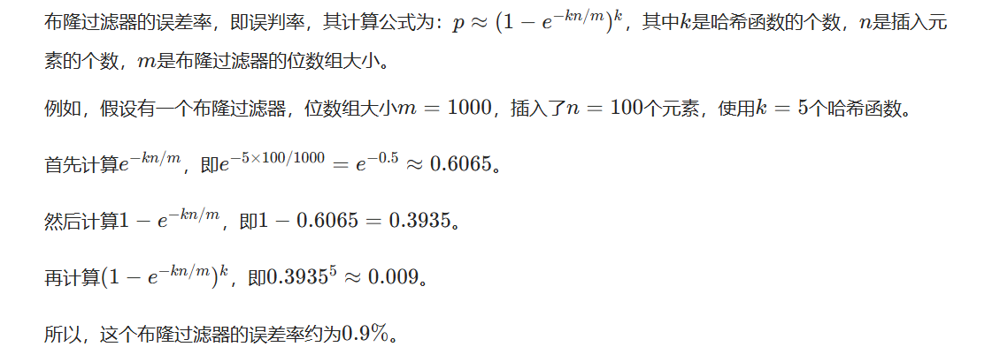 布隆过滤器的误差率，即误判率，其计算公式为：$p \approx (1 - e^{-kn/m})^k$，其中$k$是哈希函数的个数，$n$是插入元
素的个数，$m$是布隆过滤器的位数组大小。
例如，假设有一个布隆过滤器，位数组大小$m = 1000$，插入了$n = 100$个元素，使用$k = 5$个哈希函数。
首先计算$e^{-kn/m}$，即$e^{-5 \times 100/1000} = e^{-0.5} \approx 0.6065$。
然后计算$1 - e^{-kn/m}$，即$1 - 0.6065 = 0.3935$。
再计算$(1 - e^{-kn/m})^k$，即$0.3935^5 \approx 0.009$。
所以，这个布隆过滤器的误差率约为$0.9\%$。